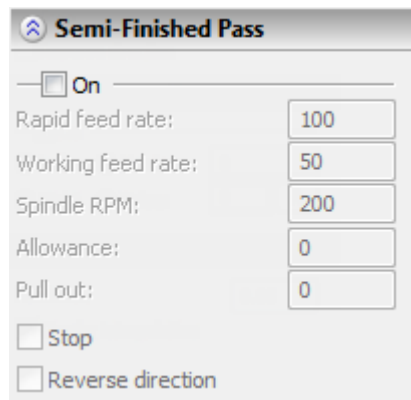 Semi-Finished Pass
On
Rapid feed rate: 100
Working feed rate: 50
Spindle RPM: 200
Allowance: 0
Pull out: 0
Stop
Reverse direction